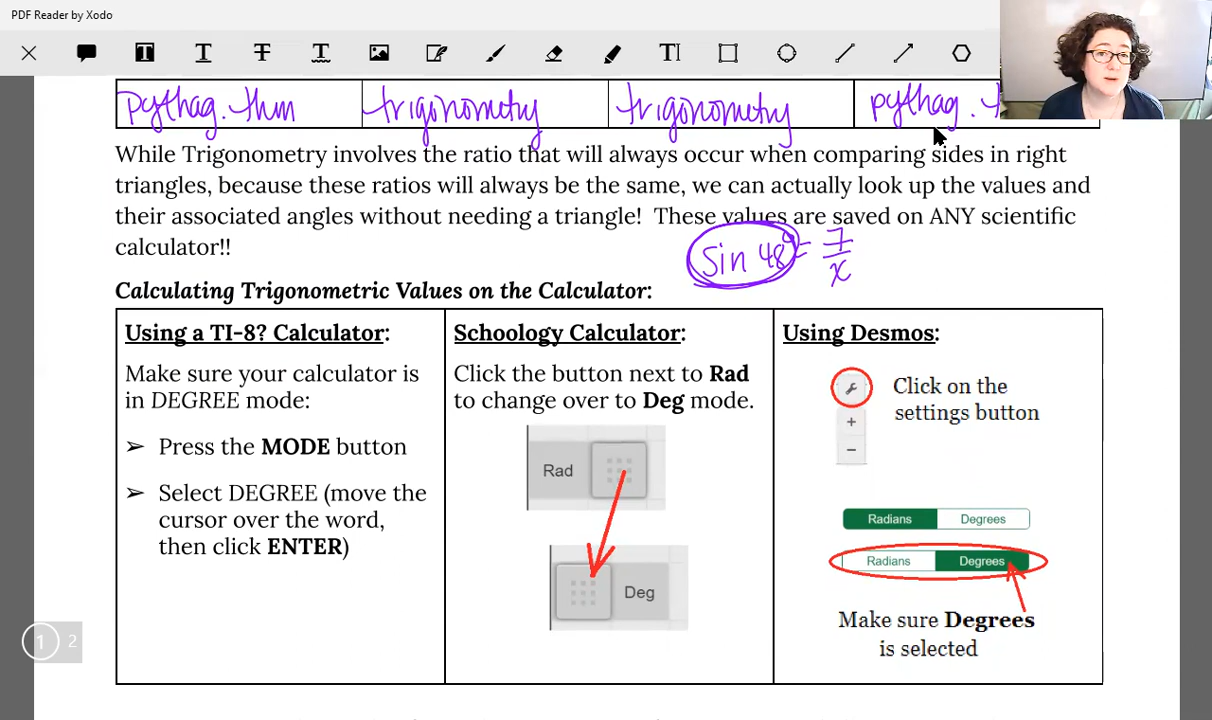 PDF Reader by Xodo
pythag. thm trigonometry trigonometry pythag.
While Trigonometry involves the ratio that will always occur when comparing sides in right
triangles, because these ratios will always be the same, we can actually look up the values and
their associated angles without needing a triangle! These values are saved on ANY scientific
calculator!!
sin 48° = 7/x
Calculating Trigonometric Values on the Calculator:
Using a TI-8? Calculator:
Make sure your calculator is
in DEGREE mode:
➢ Press the MODE button
➢ Select DEGREE (move the
cursor over the word,
then click ENTER)
Schoology Calculator:
Click the button next to Rad
to change over to Deg mode.
Rad
Deg
Using Desmos:
Click on the
settings button
Radians Degrees
Radians Degrees
Make sure Degrees
is selected
1 2